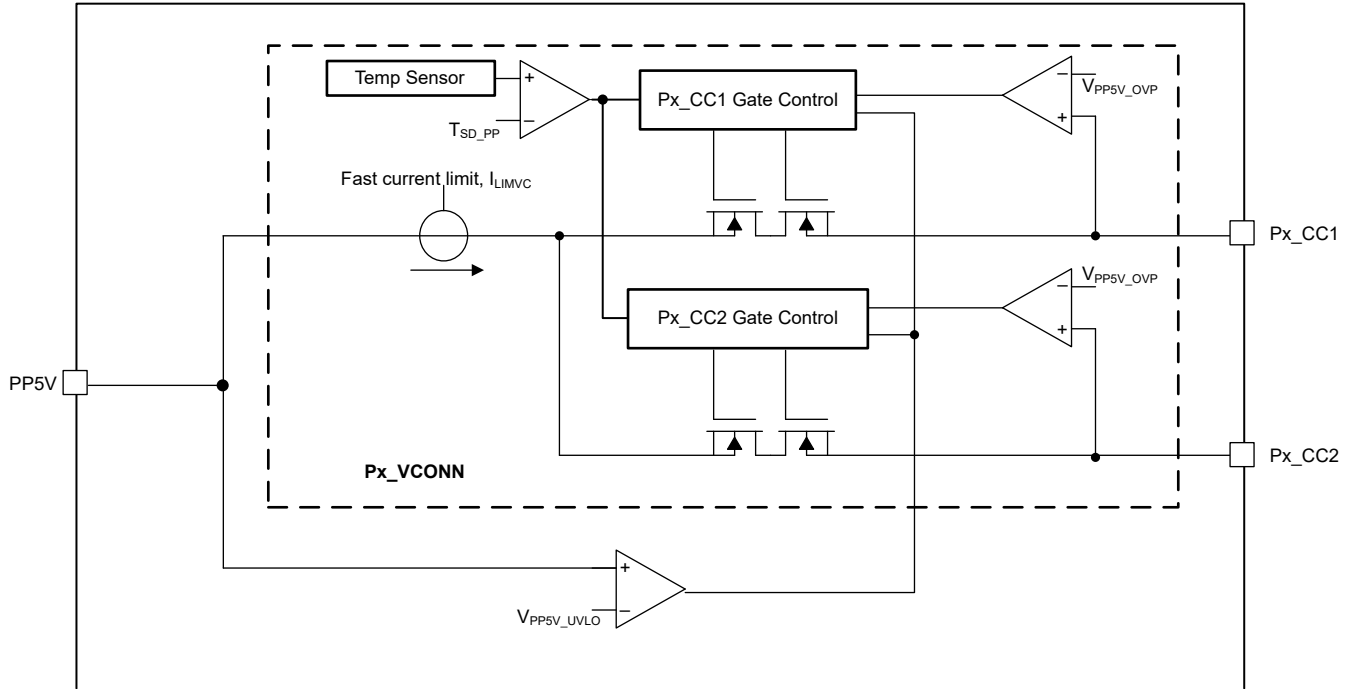 Temp Sensor
+
−
T_SD_PP
Px_CC1 Gate Control
−
V_PP5V_OVP
+
Fast current limit, I_LIMVC
Px_CC1
V_PP5V_OVP
−
+
Px_CC2 Gate Control
PP5V
Px_VCONN
Px_CC2
+
−
V_PP5V_UVLO